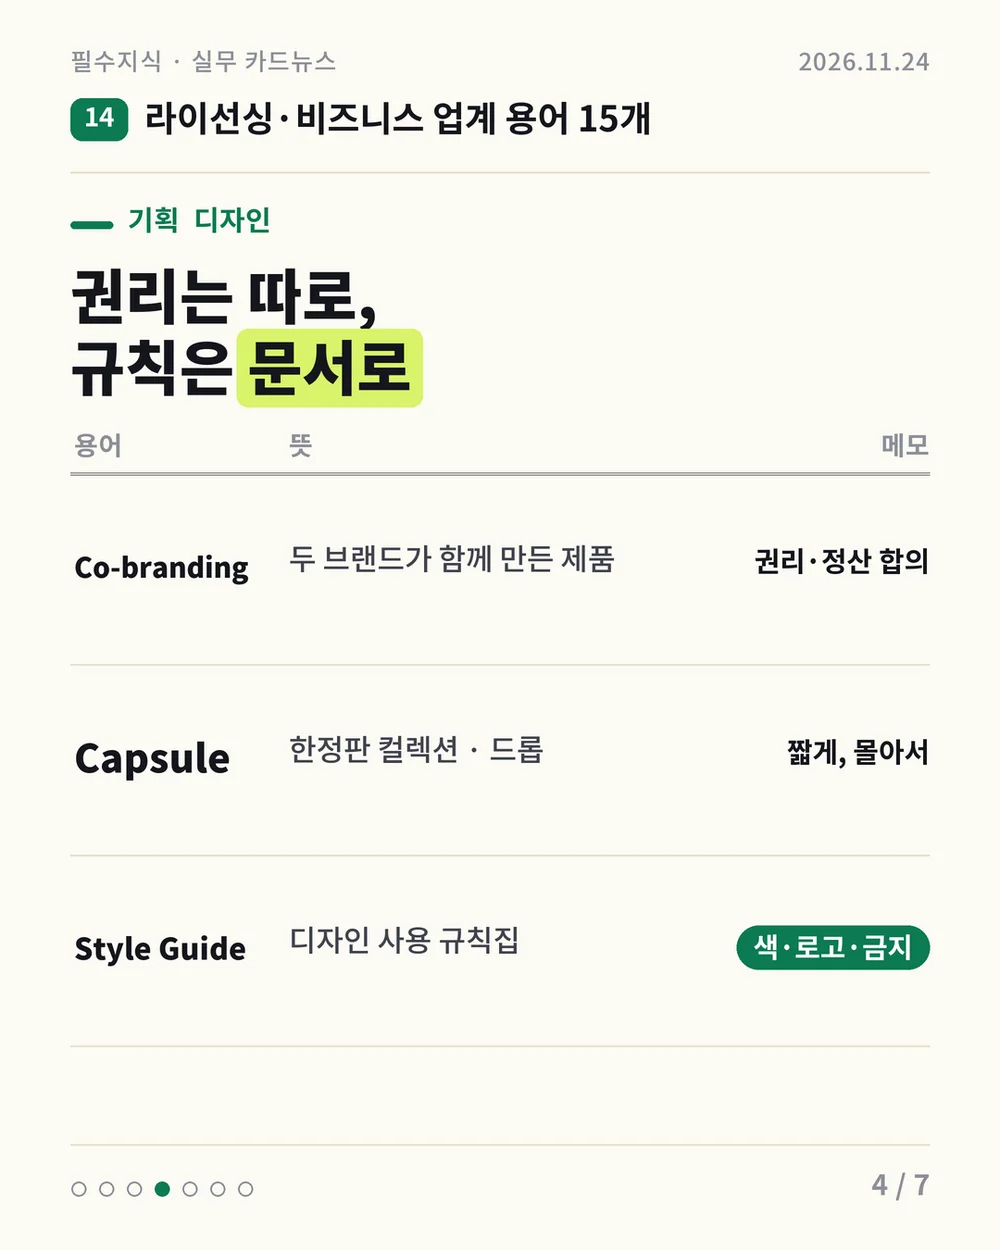 필수지식 · 실무 카드뉴스 2026.11.24
14 라이선싱·비즈니스 업계 용어 15개
기획 디자인
권리는 따로,
규칙은 문서로
용어 뜻 메모
Co-branding 두 브랜드가 함께 만든 제품 권리·정산 합의
Capsule 한정판 컬렉션 · 드롭 짧게, 몰아서
Style Guide 디자인 사용 규칙집 색·로고·금지
4 / 7